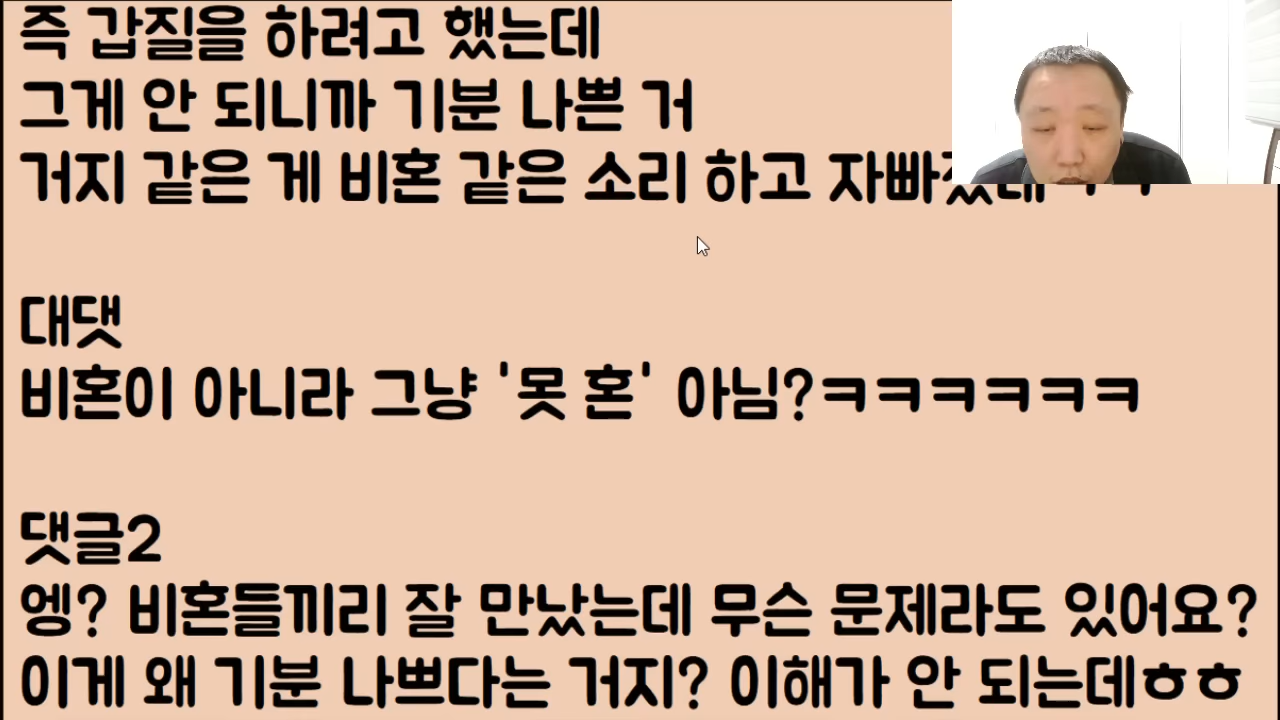 즉 갑질을 하려고 했는데
그게 안 되니까 기분 나쁜 거
거지 같은 게 비혼 같은 소리 하고
대댓
비혼이 아니라 그냥 '못 혼' 아님?ㅋㅋㅋㅋㅋㅋ
댓글2
엥? 비혼들끼리 잘 만났는데 무슨 문제라도 있어요?
이게 왜 기분 나쁘다는 거지? 이해가 안 되는데ㅎㅎ